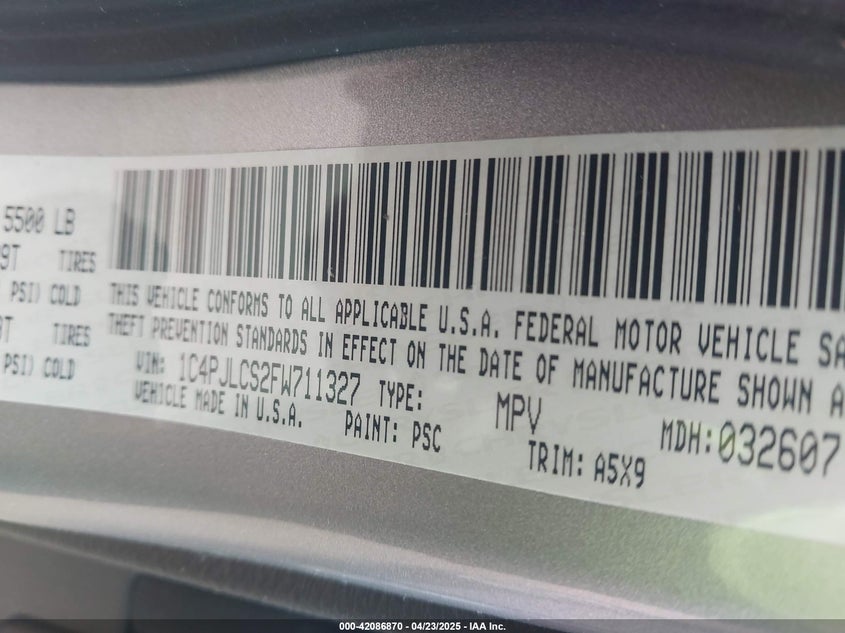 5500 LB
9T TIRES
PSI) COLD
TIRES
PSI) COLD
THIS VEHICLE CONFORMS TO ALL APPLICABLE U.S.A. FEDERAL MOTOR VEHICLE SA
THEFT PREVENTION STANDARDS IN EFFECT ON THE DATE OF MANUFACTURE SHOWN A
VIN: 1C4PJLCS2FW711327 TYPE: MPV MDH:032607
VEHICLE MADE IN U.S.A. PAINT: PSC TRIM: A5X9
000-42086870 - 04/23/2025 - IAA Inc.